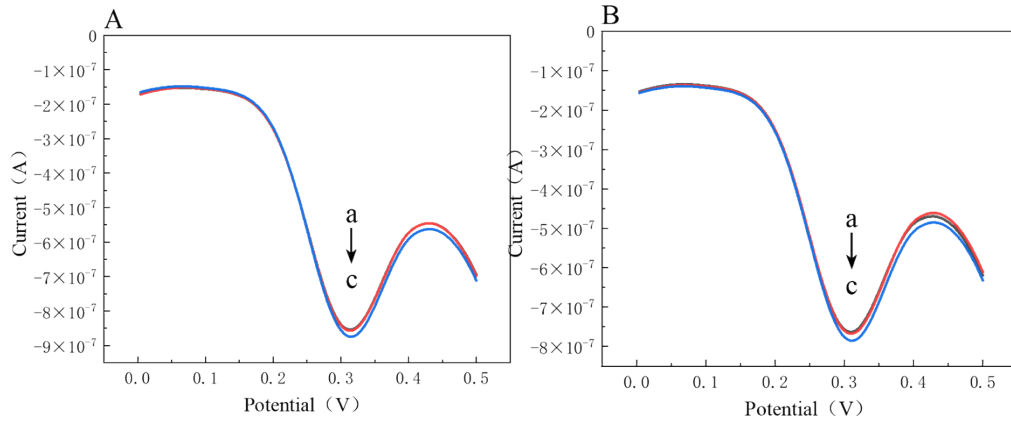 A
0
−1×10⁻⁷
−2×10⁻⁷
−3×10⁻⁷
−4×10⁻⁷
−5×10⁻⁷
−6×10⁻⁷
−7×10⁻⁷
−8×10⁻⁷
−9×10⁻⁷
Current（A）
a
c
0.0 0.1 0.2 0.3 0.4 0.5
Potential（V）
B
0
−1×10⁻⁷
−2×10⁻⁷
−3×10⁻⁷
−4×10⁻⁷
−5×10⁻⁷
−6×10⁻⁷
−7×10⁻⁷
−8×10⁻⁷
Current（A）
a
c
0.0 0.1 0.2 0.3 0.4 0.5
Potential（V）